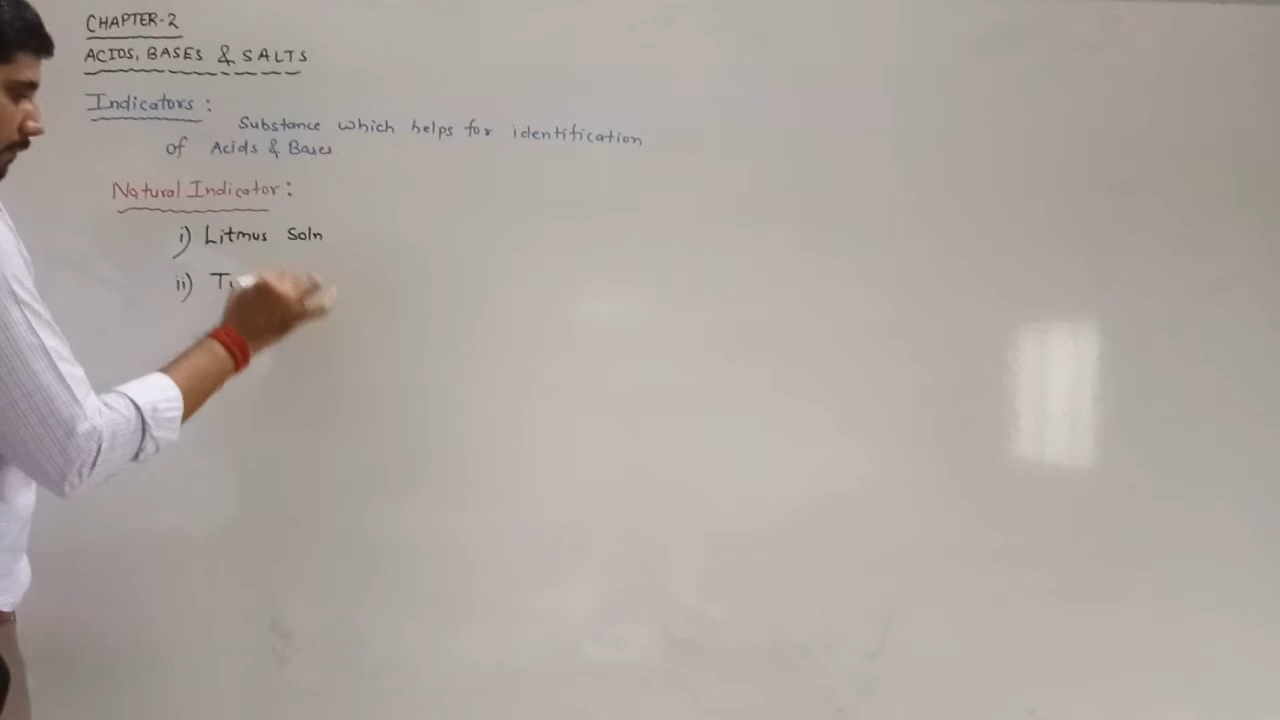 CHAPTER-2
ACIDS, BASES & SALTS
Indicators :
Substance which helps for identification
of Acids & Bases
Natural Indicator :
i) Litmus Soln
ii)